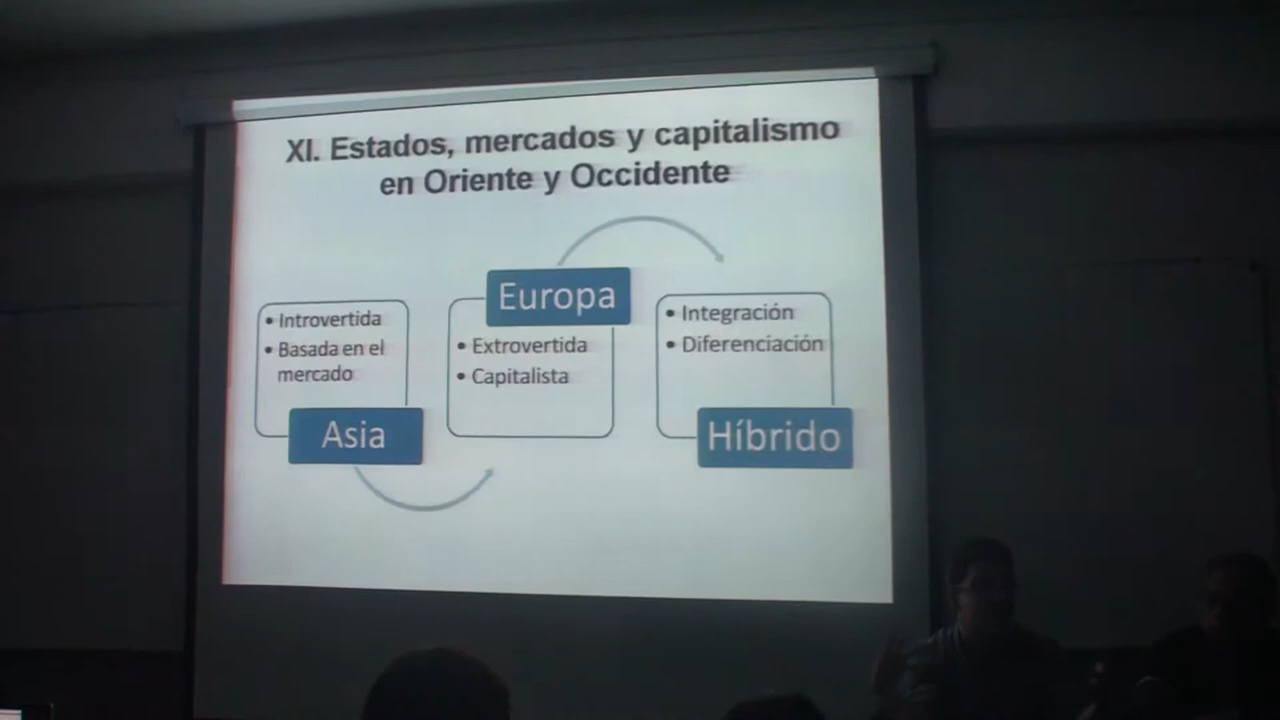 XI. Estados, mercados y capitalismo
en Oriente y Occidente
• Introvertida
• Basada en el
mercado
Asia
Europa
• Extrovertida
• Capitalista
• Integración
• Diferenciación
Híbrido